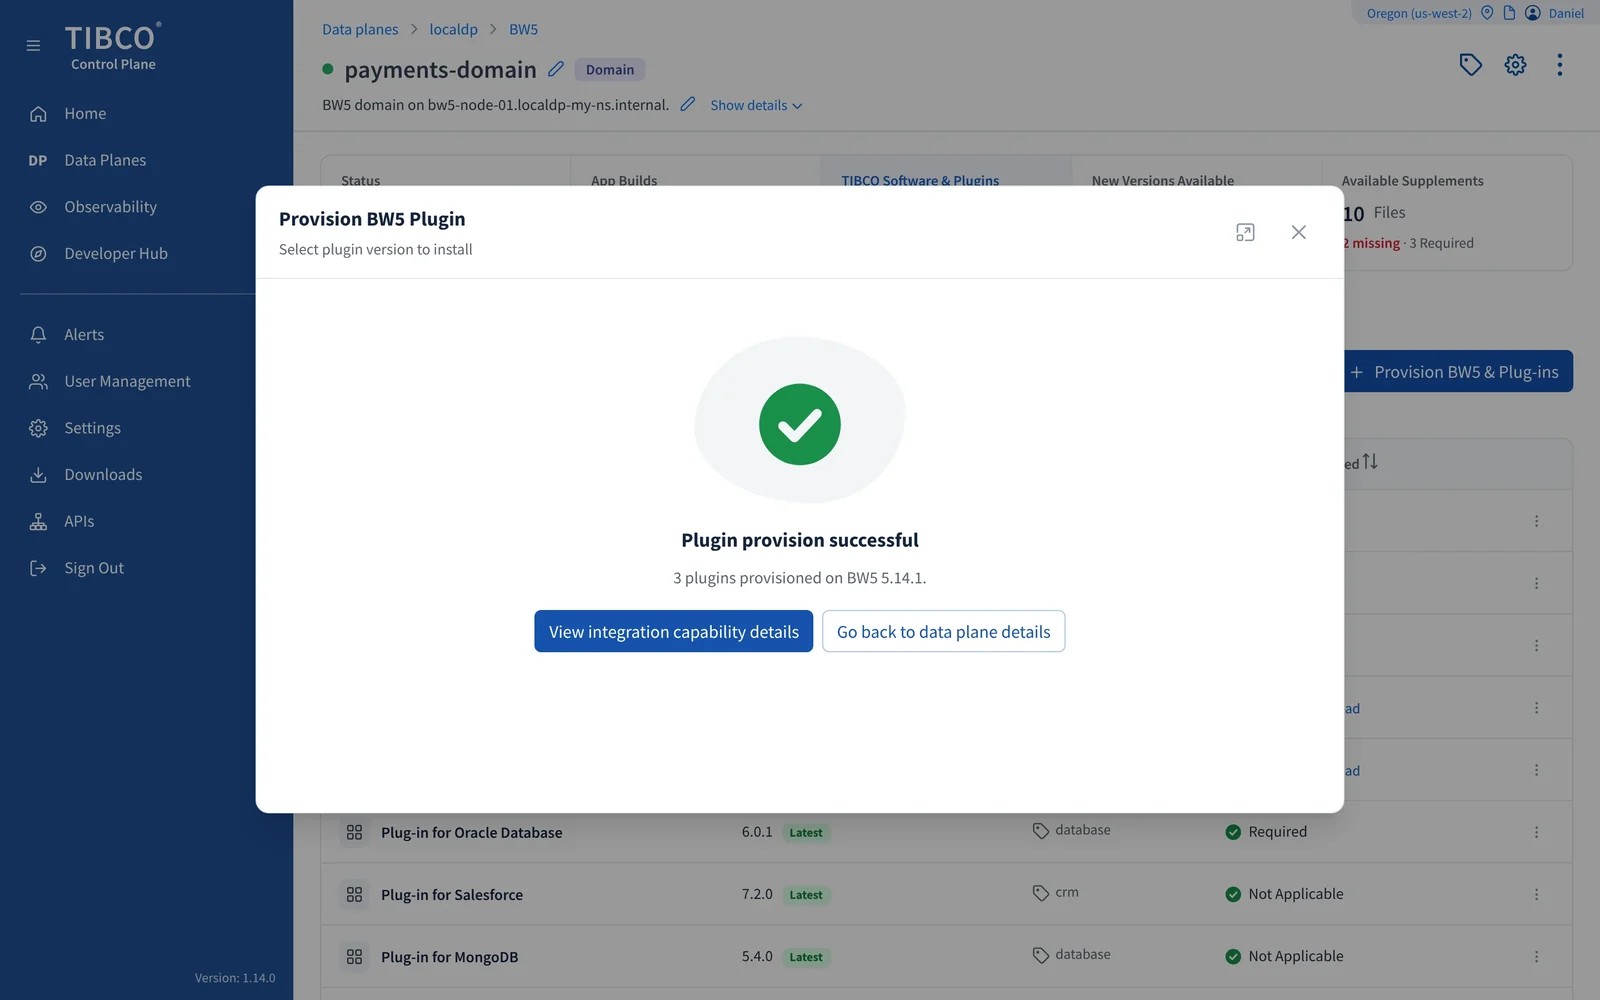 TIBCO®
Control Plane
Home
DP Data Planes
Observability
Developer Hub
Alerts
User Management
Settings
Downloads
APIs
Sign Out
Version: 1.14.0
Oregon (us-west-2) Daniel
Data planes > localdp > BW5
payments-domain Domain
BW5 domain on bw5-node-01.localdp-my-ns.internal. Show details
Status App Builds TIBCO Software & Plugins New Versions Available Available Supplements
10 Files
2 missing · 3 Required
+ Provision BW5 & Plug-ins
Provision BW5 Plugin
Select plugin version to install
Plugin provision successful
3 plugins provisioned on BW5 5.14.1.
View integration capability details Go back to data plane details
ed
ad
ad
Plug-in for Oracle Database 6.0.1 Latest database Required
Plug-in for Salesforce 7.2.0 Latest crm Not Applicable
Plug-in for MongoDB 5.4.0 Latest database Not Applicable